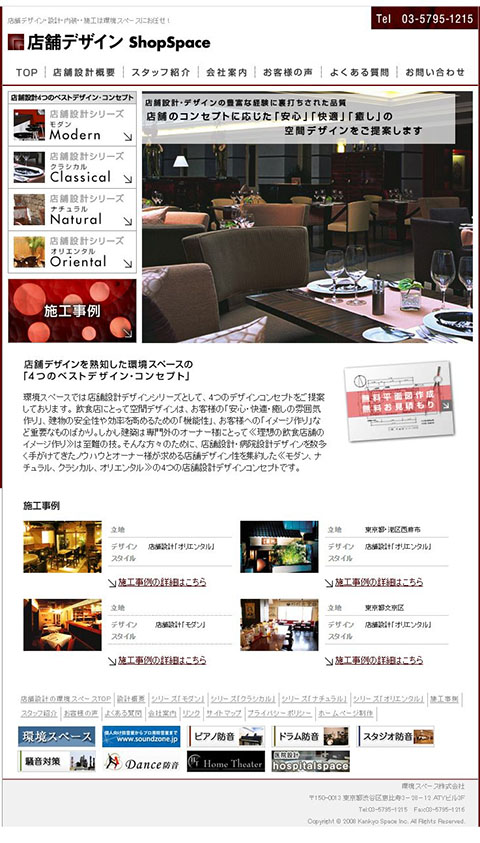 店舗デザイン・設計・内装・施工は環境スペースにお任せ！
Tel 03-5795-1215
店舗デザイン ShopSpace
TOP 店舗設計概要 スタッフ紹介 会社案内 お客様の声 よくある質問 お問い合わせ
店舗設計4つのベストデザイン・コンセプト
店舗設計シリーズ
モダン
Modern
店舗設計シリーズ
クラシカル
Classical
店舗設計シリーズ
ナチュラル
Natural
店舗設計シリーズ
オリエンタル
Oriental
施工事例
店舗設計・デザインの豊富な経験に裏打ちされた品質
店舗のコンセプトに応じた「安心」「快適」「癒し」の
空間デザインをご提案します
店舗デザインを熟知した環境スペースの
「4つのベストデザイン・コンセプト」
環境スペースでは店舗設計デザインシリーズとして、4つのデザインコンセプトをご提案
しております。飲食店にとって空間デザインは、お客様の「安心・快適・癒しの雰囲気
作り」、建物の安全性や効率を高めるための「機能性」、お客様への「イメージ作り」な
ど重要なものばかり。しかし建築は専門外のオーナー様にとって≪理想の飲食店舗の
イメージ作り≫は至難の技。そんな方々のために、店舗設計・病院設計デザインを数多
く手がけてきたノウハウとオーナー様が求める店舗デザイン性を集約した≪モダン、ナ
チュラル、クラシカル、オリエンタル≫の4つの店舗設計デザインコンセプトです。
無料平面図作成
無料お見積もり
施工事例
立地
デザイン 店舗設計「オリエンタル」
スタイル
施工事例の詳細はこちら
立地 東京都・港区西麻布
デザイン 店舗設計「オリエンタル」
スタイル
施工事例の詳細はこちら
立地
デザイン 店舗設計「モダン」
スタイル
施工事例の詳細はこちら
立地 東京都文京区
デザイン 店舗設計「オリエンタル」
スタイル
施工事例の詳細はこちら
店舗設計の環境スペースTOP 設計概要 シリーズ「モダン」 シリーズ「クラシカル」 シリーズ「ナチュラル」 シリーズ「オリエンタル」 施工事例
スタッフ紹介 お客様の声 よくある質問 会社案内 リンク サイトマップ プライバシーポリシー ホームページ制作
環境スペース
個人向け防音室からプロ用防音室まで
www.soundzone.jp
ピアノ防音
ドラム防音
スタジオ防音
騒音対策
Dance防音
HT Home Theater
医院設計
hospitalspace
環境スペース株式会社
〒150-0013 東京都渋谷区恵比寿3-28-12 ATYビル3F
Tel:03-5795-1215 Fax:03-5795-1216
Copyright © 2008 Kankyo Space Inc. All Rights Reserved.